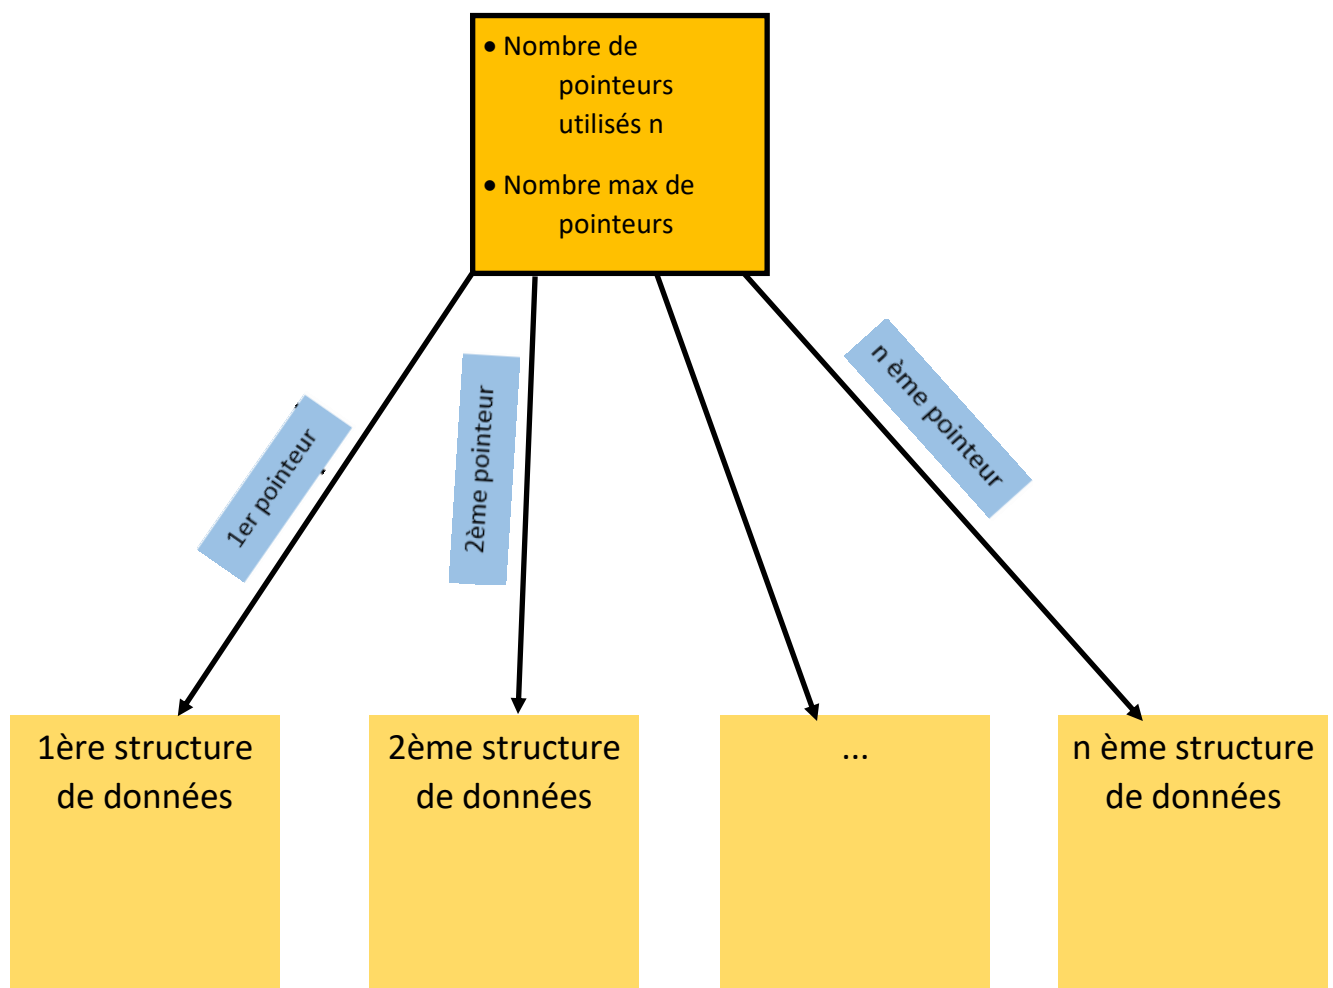 • Nombre de
pointeurs
utilisés n
• Nombre max de
pointeurs
1er pointeur
2ème pointeur
n ème pointeur
1ère structure
de données
2ème structure
de données
...
n ème structure
de données